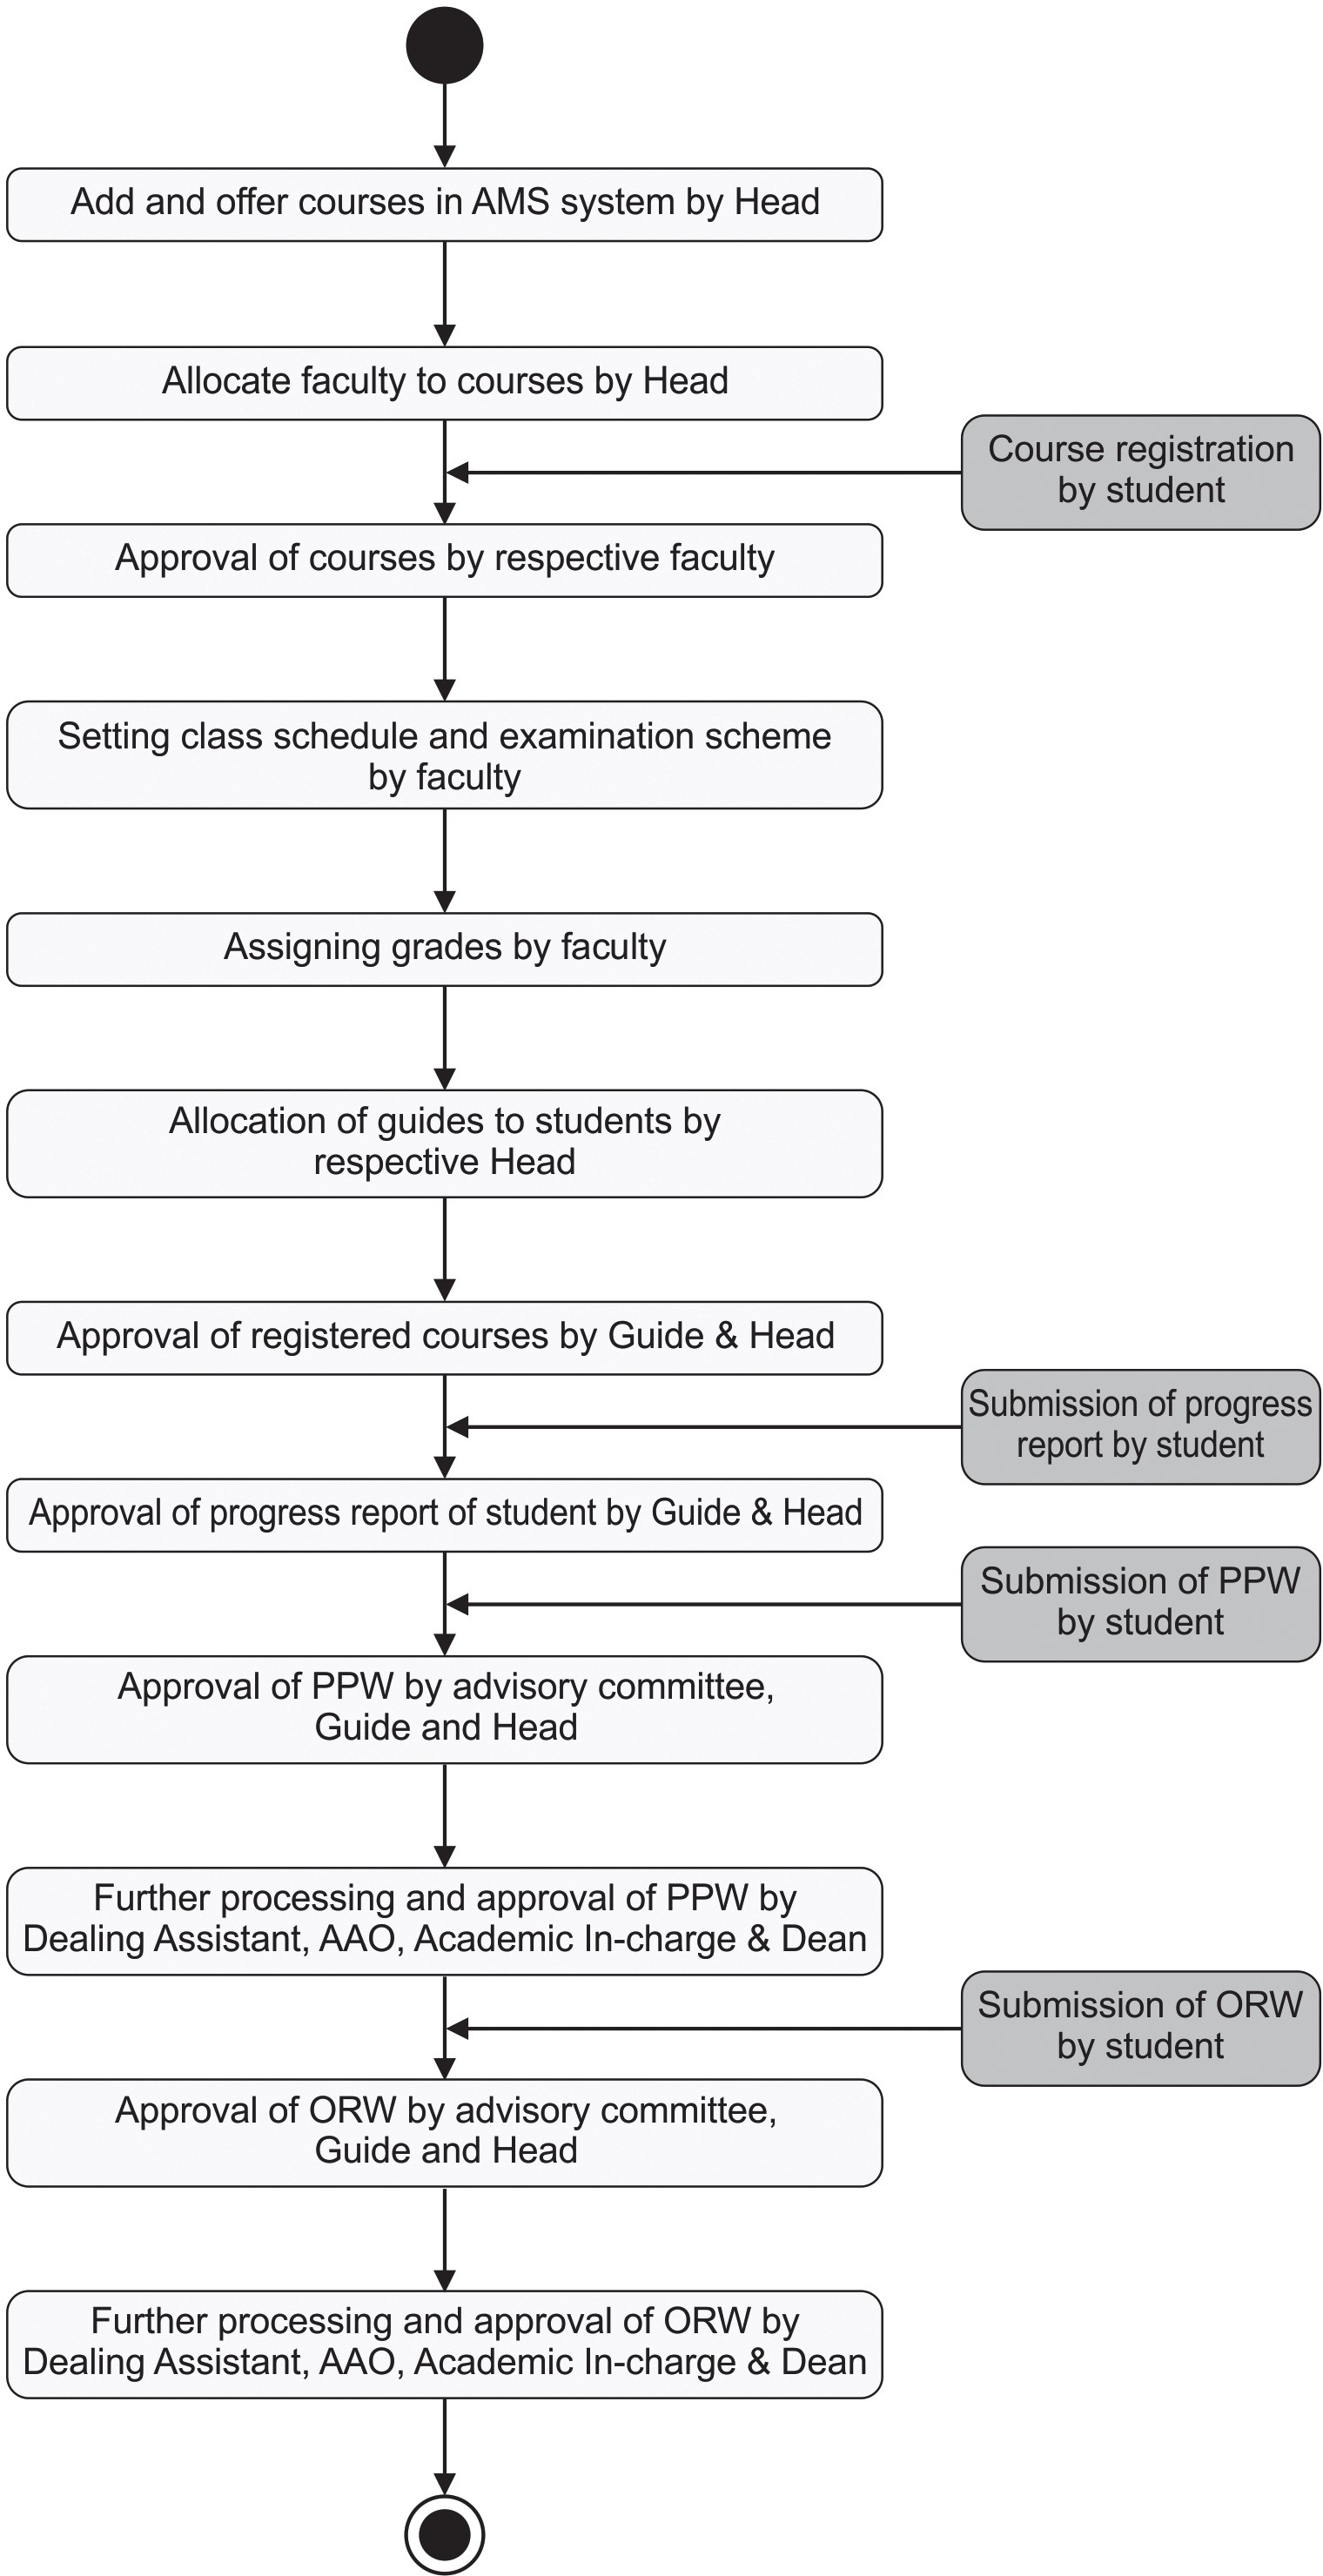 Add and offer courses in AMS system by Head
Allocate faculty to courses by Head
Course registration
by student
Approval of courses by respective faculty
Setting class schedule and examination scheme
by faculty
Assigning grades by faculty
Allocation of guides to students by
respective Head
Approval of registered courses by Guide & Head
Submission of progress
report by student
Approval of progress report of student by Guide & Head
Submission of PPW
by student
Approval of PPW by advisory committee,
Guide and Head
Further processing and approval of PPW by
Dealing Assistant, AAO, Academic In-charge & Dean
Submission of ORW
by student
Approval of ORW by advisory committee,
Guide and Head
Further processing and approval of ORW by
Dealing Assistant, AAO, Academic In-charge & Dean